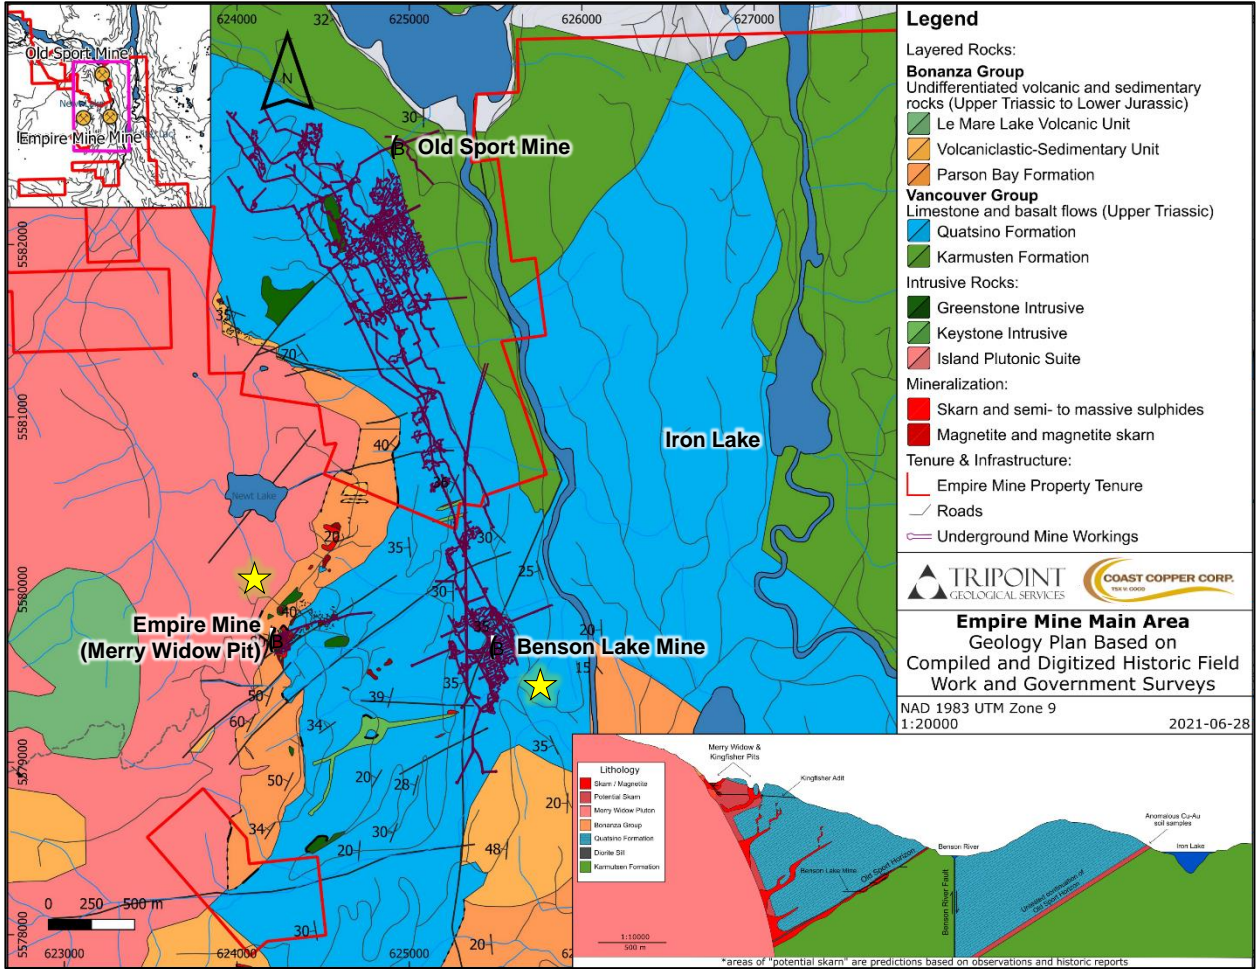 624000
625000
626000
627000
5582000
5581000
5580000
5579000
5578000
623000
624000
625000
Old Sport Mine
Empire Mine Mine
N
32
30
Old Sport Mine
35
70
40
Iron Lake
Newt Lake
20
35
30
30
25
40
Empire Mine
(Merry Widow Pit)
Benson Lake Mine
20
15
35
50
39
60
34
35
50
20
28
20
34
30
20
48
30
20
0 250 500 m
Legend
Layered Rocks:
Bonanza Group
Undifferentiated volcanic and sedimentary
rocks (Upper Triassic to Lower Jurassic)
Le Mare Lake Volcanic Unit
Volcaniclastic-Sedimentary Unit
Parson Bay Formation
Vancouver Group
Limestone and basalt flows (Upper Triassic)
Quatsino Formation
Karmusten Formation
Intrusive Rocks:
Greenstone Intrusive
Keystone Intrusive
Island Plutonic Suite
Mineralization:
Skarn and semi- to massive sulphides
Magnetite and magnetite skarn
Tenure & Infrastructure:
Empire Mine Property Tenure
Roads
Underground Mine Workings
TRIPOINT
GEOLOGICAL SERVICES
COAST COPPER CORP.
TSX V: COCO
Empire Mine Main Area
Geology Plan Based on
Compiled and Digitized Historic Field
Work and Government Surveys
NAD 1983 UTM Zone 9
1:20000 2021-06-28
Lithology
Skarn / Magnetite
Potential Skarn
Merry Widow Pluton
Bonanza Group
Quatsino Formation
Diorite Sill
Karmutsen Formation
1:10000
500 m
Merry Widow &
Kingfisher Pits
Kingfisher Adit
Benson Lake Mine
Old Sport Horizon
Benson River
Benson River Fault
Untested continuation of
Old Sport Horizon
Anomalous Cu-Au
soil samples
Iron Lake
*areas of "potential skarn" are predictions based on observations and historic reports